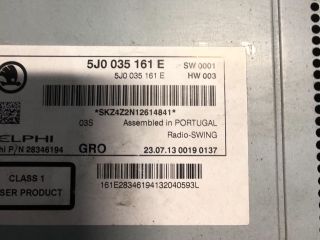 5J0 035 161 E SW 0001
5J0 035 161 E HW 003
*SKZ4Z2N12614841*
03S Assembled in PORTUGAL
Radio-SWING
ELPHI
hi P/N 28346194 GRO 23.07.13 0019 0137
CLASS 1
SER PRODUCT
161E28346194132040593L